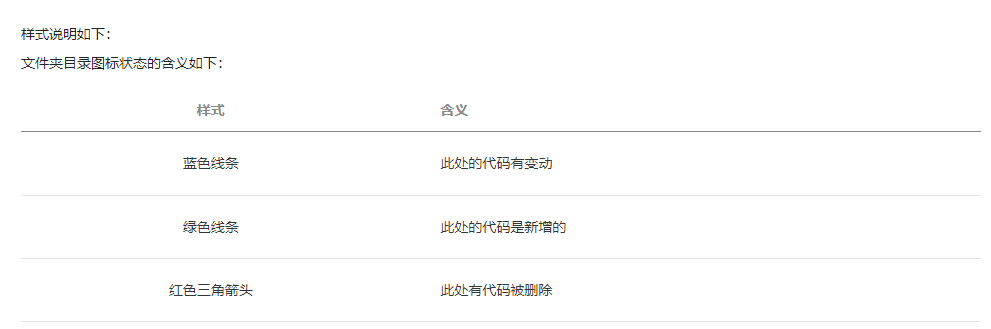 样式说明如下：
文件夹目录图标状态的含义如下：
样式 含义
蓝色线条 此处的代码有变动
绿色线条 此处的代码是新增的
红色三角箭头 此处有代码被删除